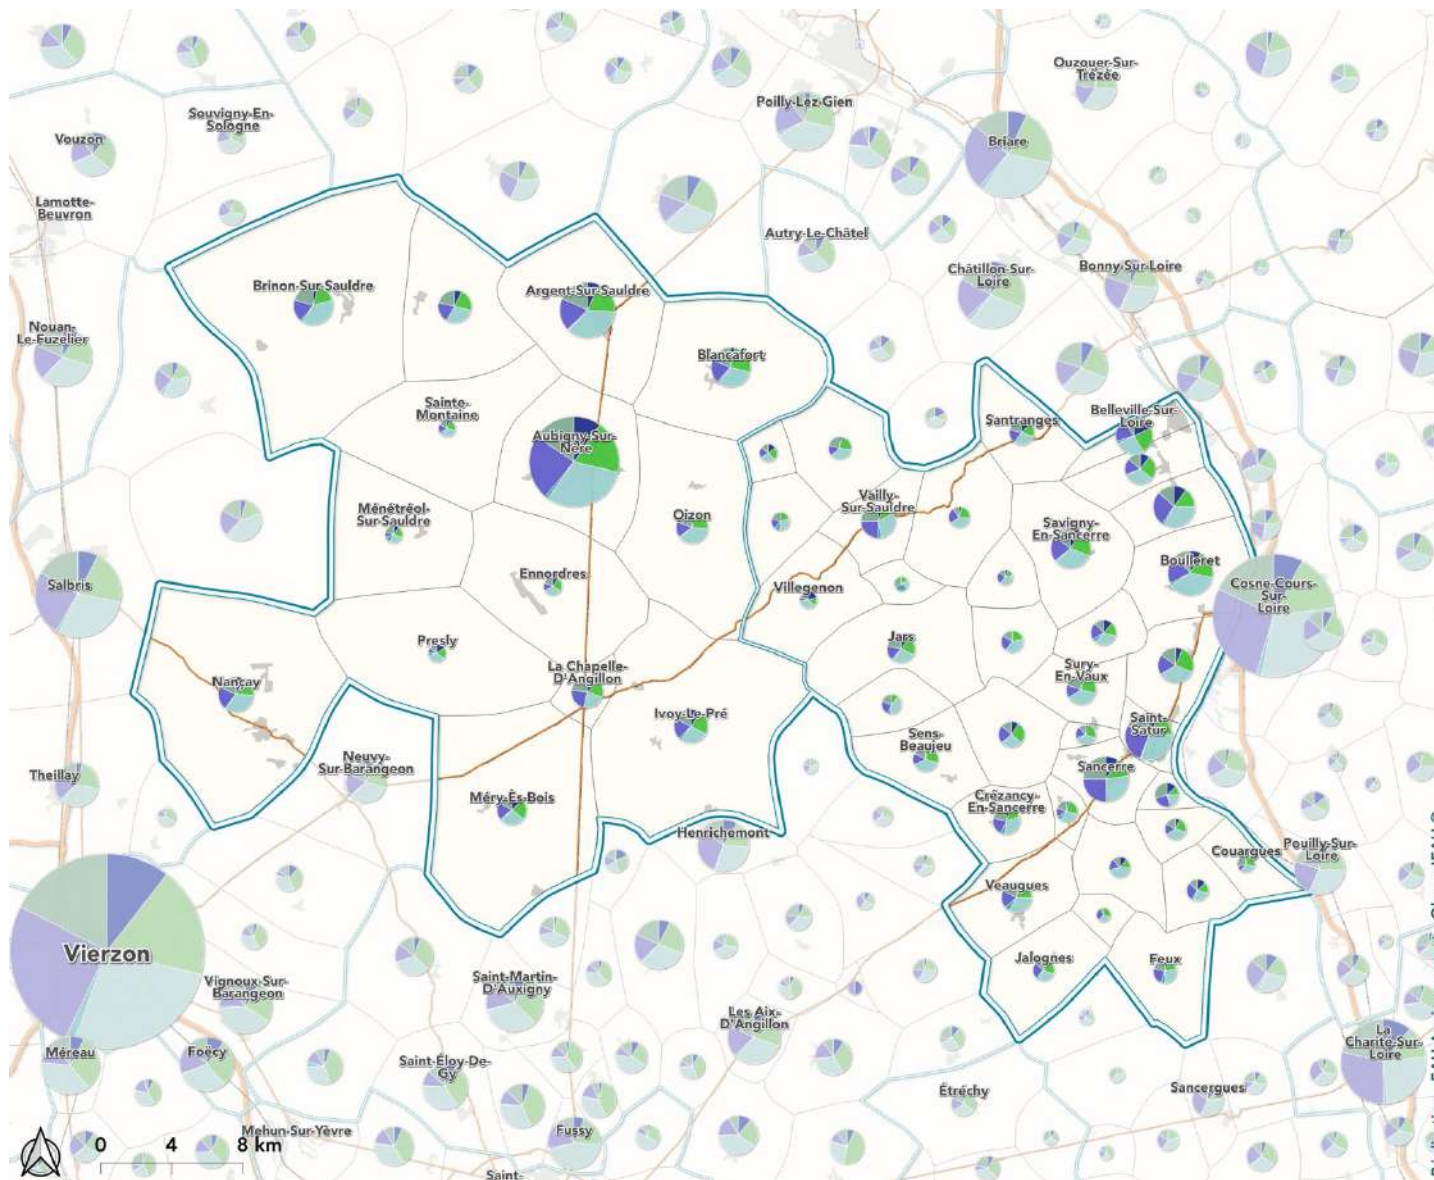 Ouzouer-Sur-
Trézée
Poilly-Lez-Gien
Souvigny-En-
Sologne
Vouzon
Briare
Lamotte-
Beuvron
Autry-Le-Châtel
Châtillon-Sur-
Loire
Bonny-Sur-Loire
Brinon-Sur-Sauldre
Argent-Sur-Sauldre
Nouan-
Le-Fuzelier
Blancafort
Sainte-
Montaine
Santranges
Belleville-Sur-
Loire
Aubigny-Sur-
Nère
Vailly-
Sur-Sauldre
Ménétréol-
Sur-Sauldre
Oizon
Savigny-
En-Sancerre
Boulleret
Salbris
Ennordres
Villegenon
Cosne-Cours-
Sur-
Loire
Presly
Jars
La Chapelle-
D'Angillon
Sury-
En-Vaux
Nançay
Ivoy-Le-Pré
Saint-
Satur
Sens-
Beaujeu
Neuvy-
Sur-Barangeon
Sancerre
Theillay
Méry-Ès-Bois
Crézancy-
En-Sancerre
Henrichemont
Couargues
Pouilly-Sur-
Loire
Veaugues
Vierzon
Jalognes
Feux
Vignoux-Sur-
Barangeon
Saint-Martin-
D'Auxigny
Les Aix-
D'Angillon
La
Charité-Sur-
Loire
Méreau
Foëcy
Saint-Éloy-De-
Gy
Étréchy
Sancergues
Mehun-Sur-Yèvre
Fussy
0 4 8 km
Saint-